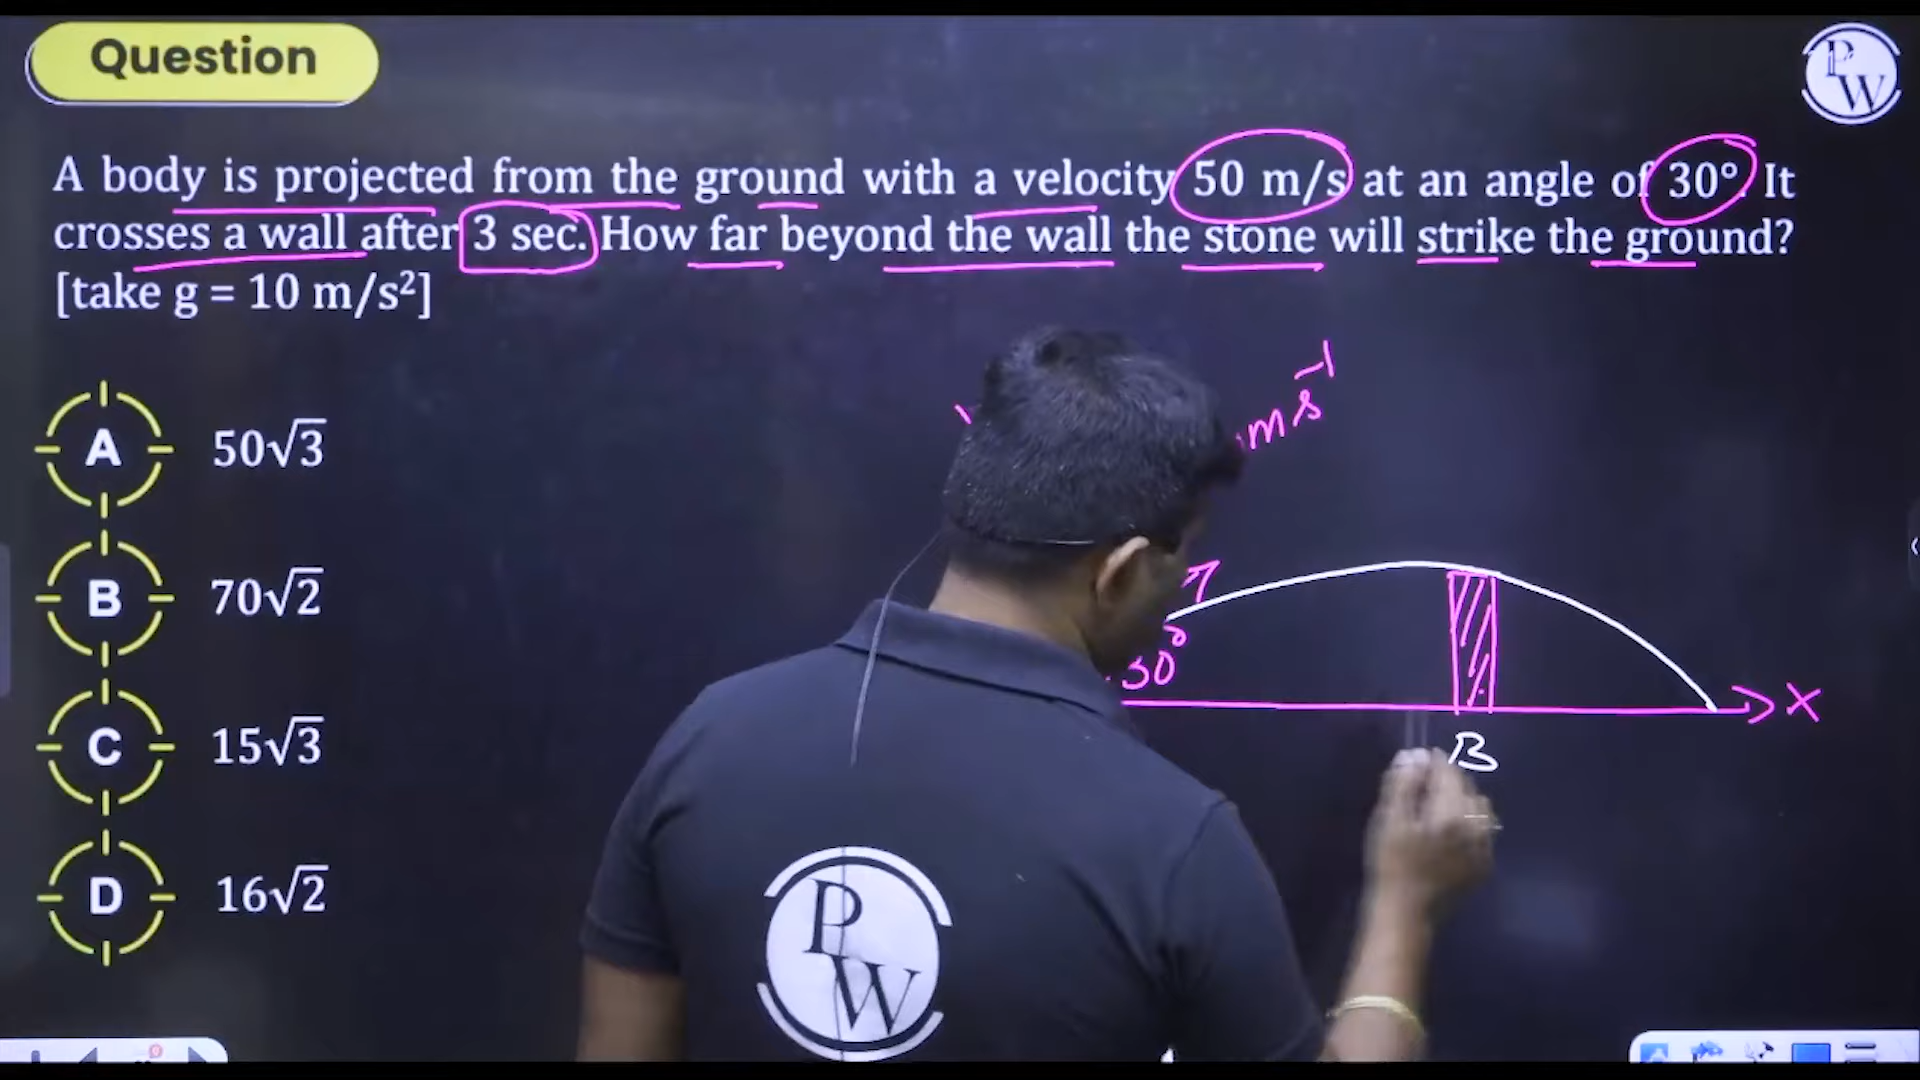 Question
PW
A body is projected from the ground with a velocity 50 m/s at an angle of 30°. It
crosses a wall after 3 sec. How far beyond the wall the stone will strike the ground?
[take g = 10 m/s²]
A 50√3
B 70√2
C 15√3
D 16√2
ms⁻¹
30°
X
B
PW